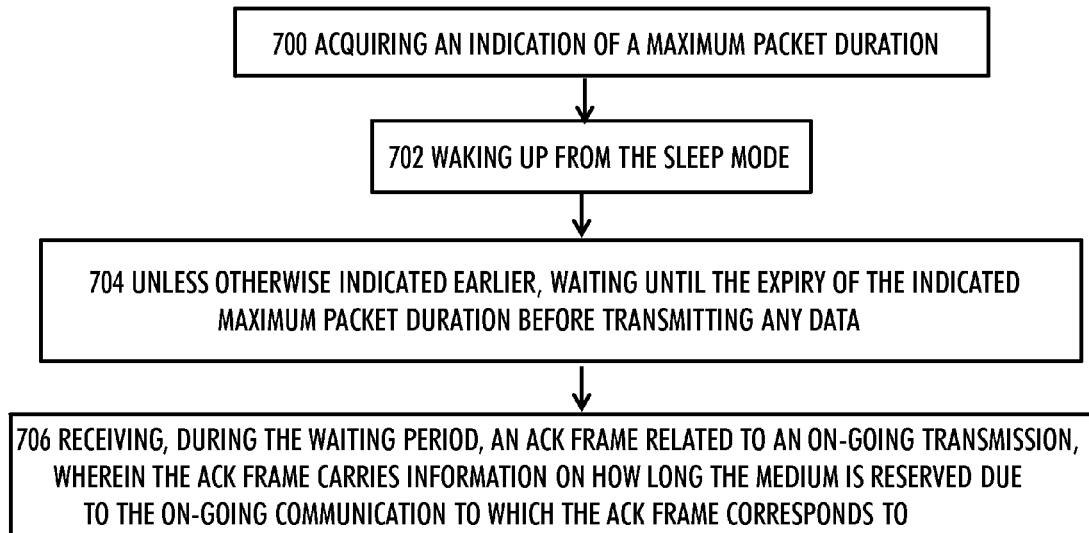 700 ACQUIRING AN INDICATION OF A MAXIMUM PACKET DURATION
702 WAKING UP FROM THE SLEEP MODE
704 UNLESS OTHERWISE INDICATED EARLIER, WAITING UNTIL THE EXPIRY OF THE INDICATED
MAXIMUM PACKET DURATION BEFORE TRANSMITTING ANY DATA
706 RECEIVING, DURING THE WAITING PERIOD, AN ACK FRAME RELATED TO AN ON-GOING TRANSMISSION,
WHEREIN THE ACK FRAME CARRIES INFORMATION ON HOW LONG THE MEDIUM IS RESERVED DUE
TO THE ON-GOING COMMUNICATION TO WHICH THE ACK FRAME CORRESPONDS TO